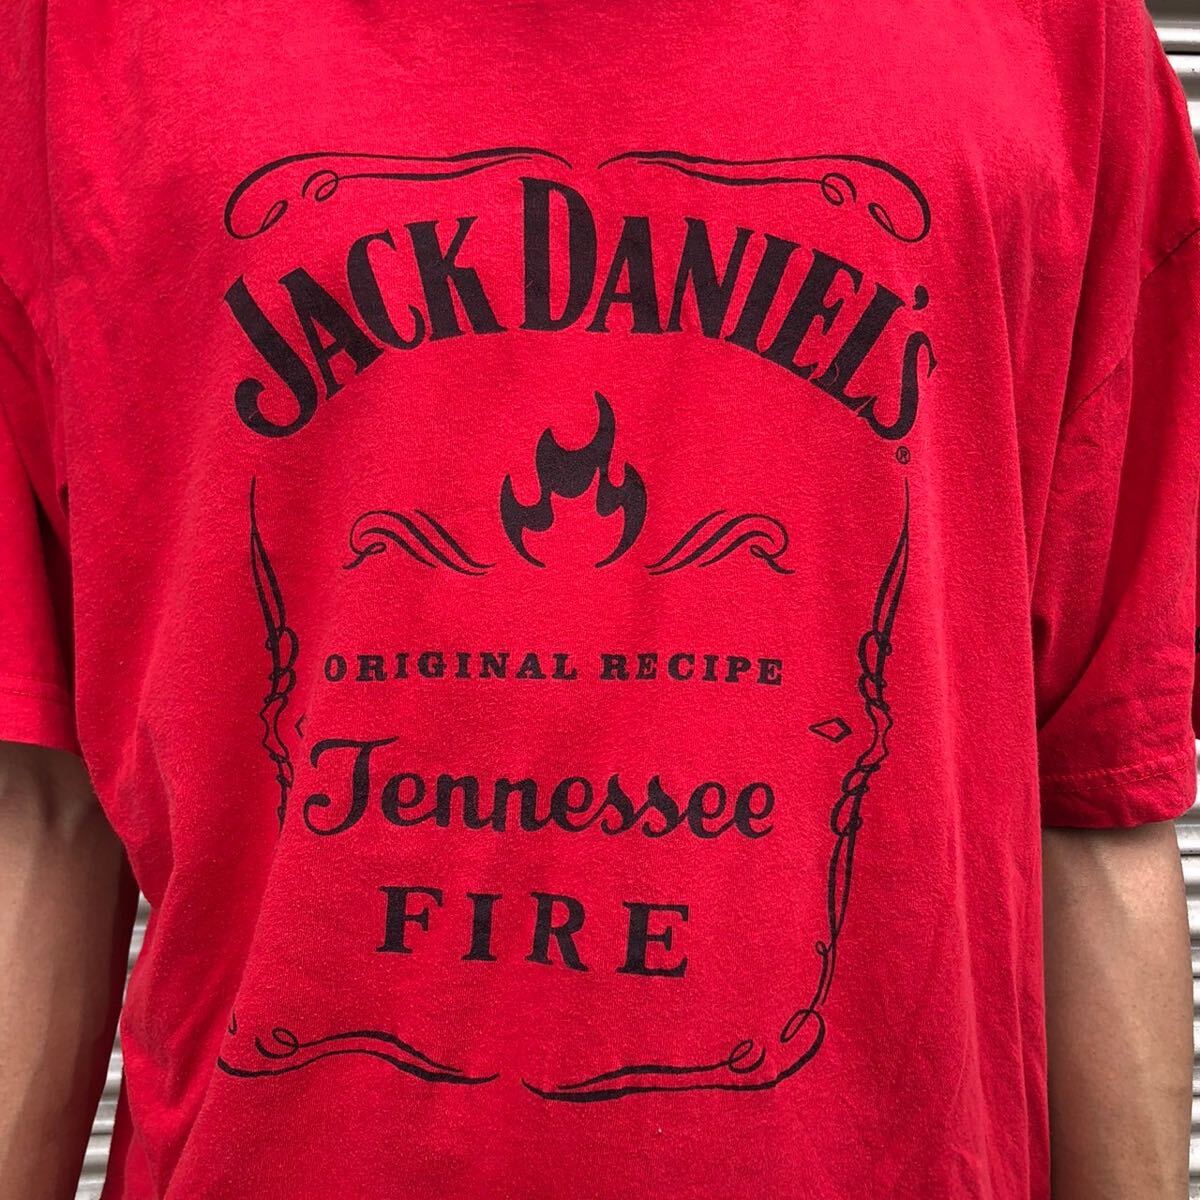 JACK DANIEL'S
®
ORIGINAL RECIPE
Tennessee
FIRE